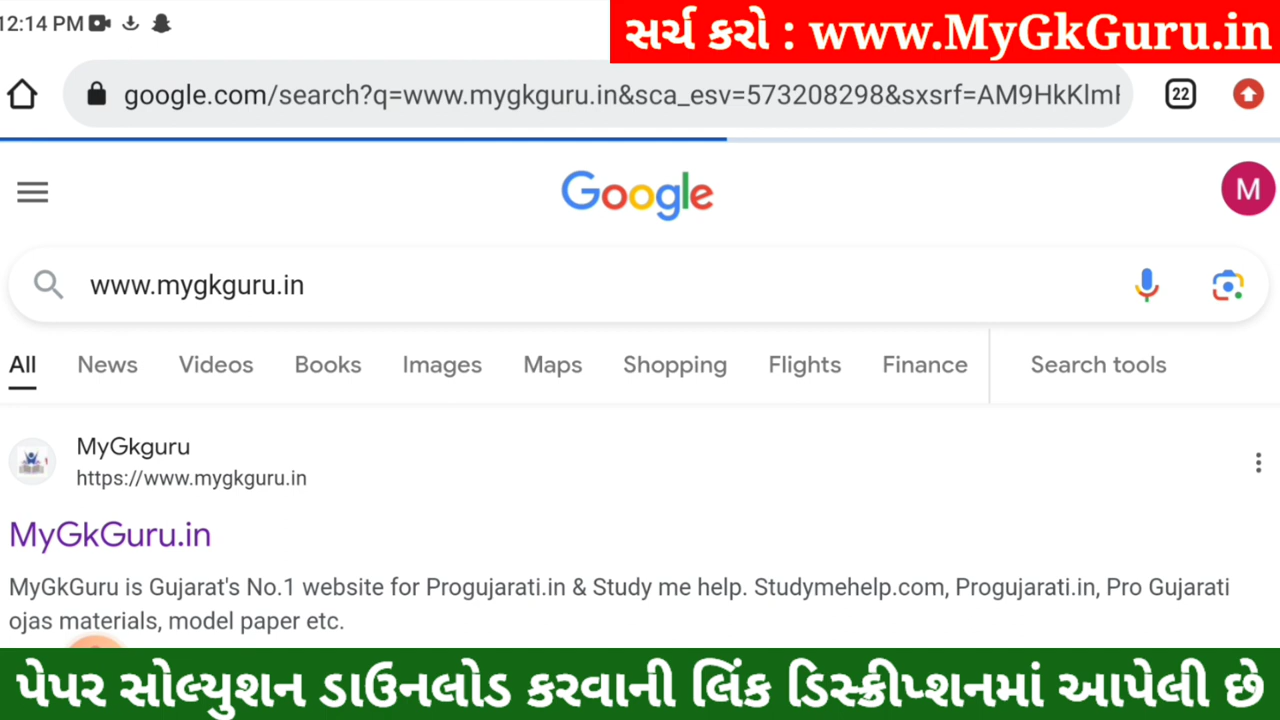 12:14 PM
સર્ચ કરો : www.MyGkGuru.in
google.com/search?q=www.mygkguru.in&sca_esv=573208298&sxsrf=AM9HkKlm
22
Google
M
www.mygkguru.in
All News Videos Books Images Maps Shopping Flights Finance Search tools
MyGkguru
https://www.mygkguru.in
MyGkGuru.in
MyGkGuru is Gujarat's No.1 website for Progujarati.in & Study me help. Studymehelp.com, Progujarati.in, Pro Gujarati
ojas materials, model paper etc.
પેપર સોલ્યુશન ડાઉનલોડ કરવાની લિંક ડિસ્ક્રીપ્શનમાં આપેલી છે